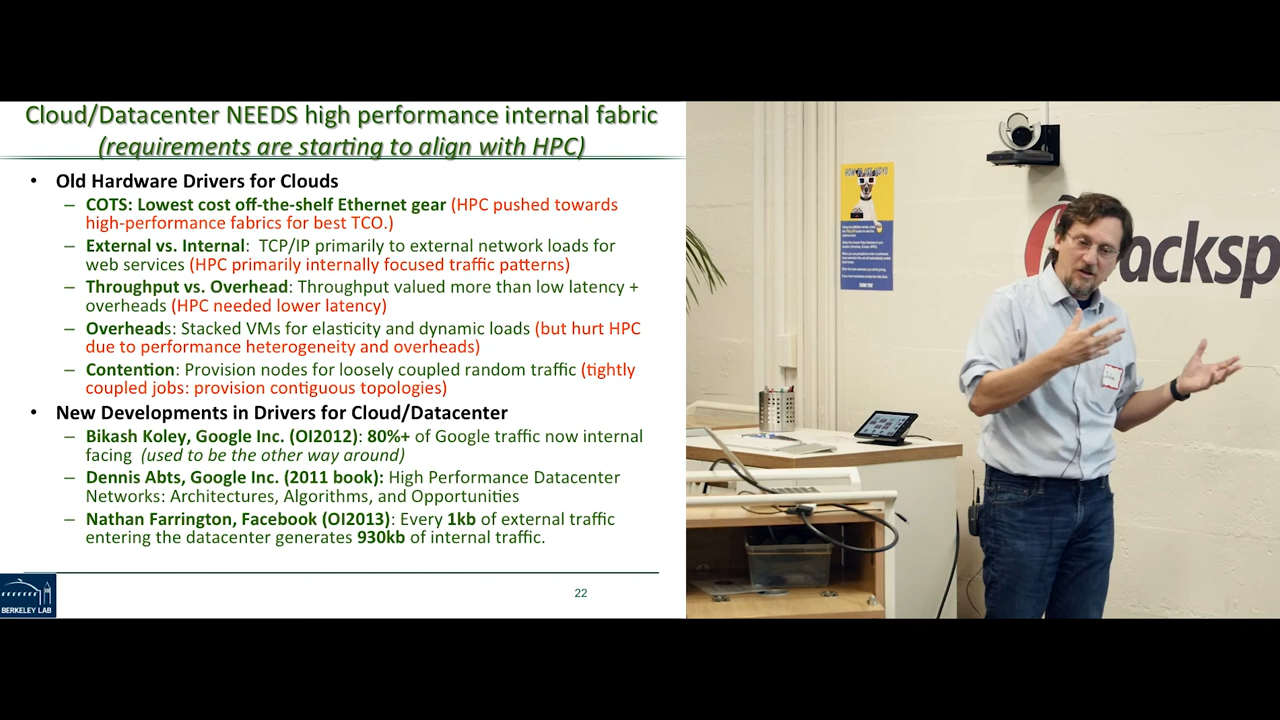 Cloud/Datacenter NEEDS high performance internal fabric
(requirements are starting to align with HPC)
• Old Hardware Drivers for Clouds
– COTS: Lowest cost off-the-shelf Ethernet gear (HPC pushed towards
high-performance fabrics for best TCO.)
– External vs. Internal: TCP/IP primarily to external network loads for
web services (HPC primarily internally focused traffic patterns)
– Throughput vs. Overhead: Throughput valued more than low latency +
overheads (HPC needed lower latency)
– Overheads: Stacked VMs for elasticity and dynamic loads (but hurt HPC
due to performance heterogeneity and overheads)
– Contention: Provision nodes for loosely coupled random traffic (tightly
coupled jobs: provision contiguous topologies)
• New Developments in Drivers for Cloud/Datacenter
– Bikash Koley, Google Inc. (OI2012): 80%+ of Google traffic now internal
facing (used to be the other way around)
– Dennis Abts, Google Inc. (2011 book): High Performance Datacenter
Networks: Architectures, Algorithms, and Opportunities
– Nathan Farrington, Facebook (OI2013): Every 1kb of external traffic
entering the datacenter generates 930kb of internal traffic.
22
BERKELEY LAB
HOW TO USE
THANK YOU!
acksp